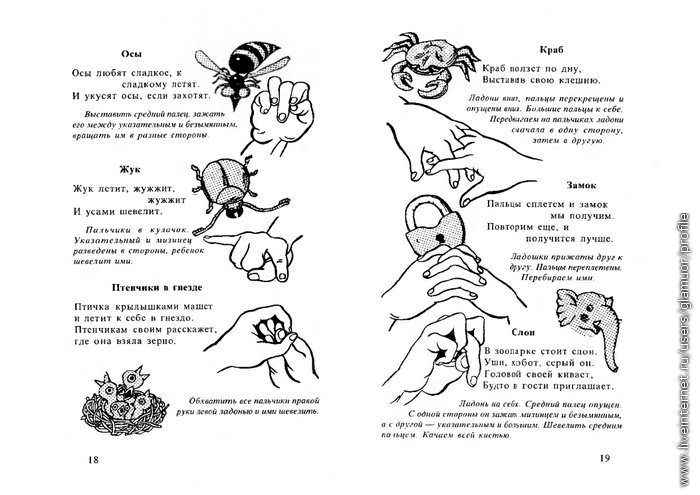 Осы
Осы любят сладкое, к
сладкому летят.
И укусят осы, если захотят.
Выставить средний палец, зажать
его между указательным и безымянным,
вращать им в разные стороны.
Жук
Жук летит, жужжит,
жужжит
И усами шевелит.
Пальчики в кулачок.
Указательный и мизинец
разведены в стороны, ребенок
шевелит ими.
Птенчики в гнезде
Птичка крылышками машет
и летит к себе в гнездо.
Птенчикам своим расскажет,
где она взяла зерно.
Обхватить все пальчики правой
руки левой ладонью и ими шевелить.
18
Краб
Краб ползет по дну,
Выставив свою клешню.
Ладони вниз, пальцы перекрещены и
опущены вниз. Большие пальцы к себе.
Передвигаем на пальчиках ладони
сначала в одну сторону,
затем в другую.
Замок
Пальцы сплетем и замок
мы получим.
Повторим еще, и
получится лучше.
Ладошки прижаты друг к
другу. Пальцы переплетены.
Перебираем ими.
Слон
В зоопарке стоит слон.
Уши, хобот, серый он.
Головой своей кивает,
Будто в гости приглашает.
Ладонь на себя. Средний палец опущен.
С одной стороны он зажат мизинцем и безымянным,
а с другой — указательным и большим. Шевелить средним
пальцем. Качаем всей кистью.
19
www.liveinternet.ru/users/glamuor/profile